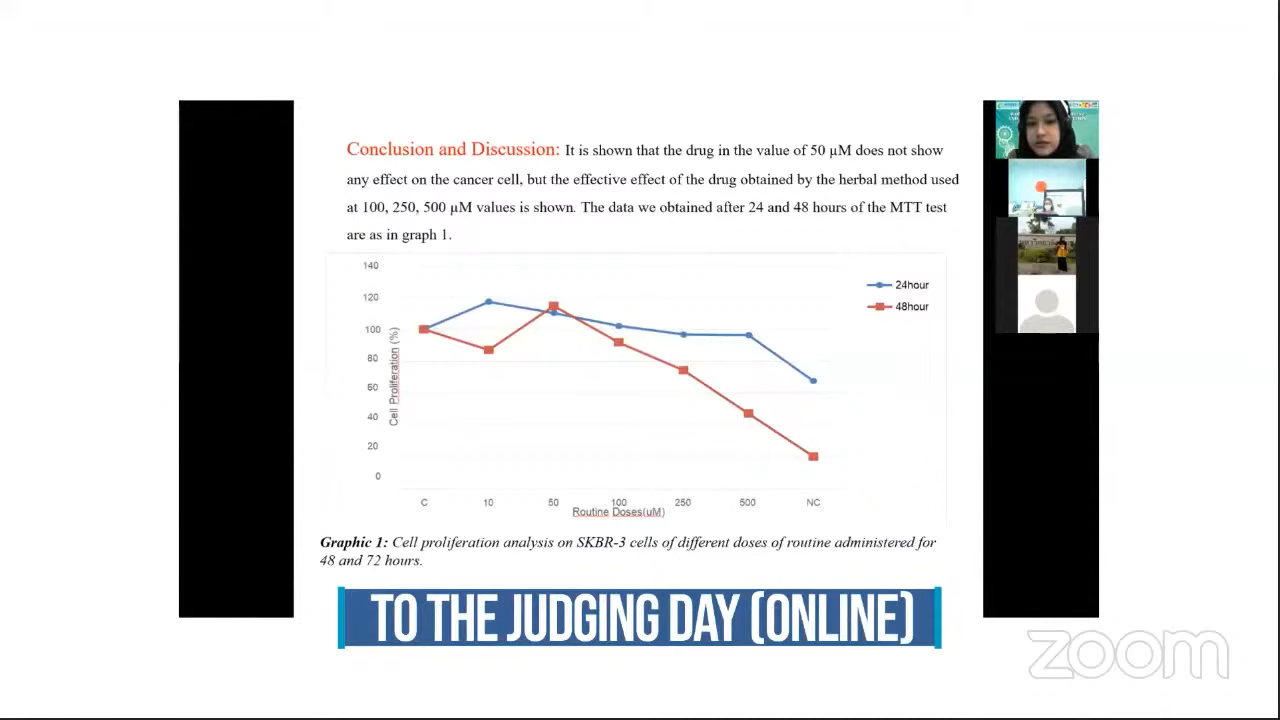 Conclusion and Discussion: It is shown that the drug in the value of 50 µM does not show
any effect on the cancer cell, but the effective effect of the drug obtained by the herbal method used
at 100, 250, 500 µM values is shown. The data we obtained after 24 and 48 hours of the MTT test
are as in graph 1.
140
120
100
80
60
40
20
0
Cell Proliferation (%)
24hour
48hour
C 10 50 100 250 500 NC
Routine Doses(uM)
Graphic 1: Cell proliferation analysis on SKBR-3 cells of different doses of routine administered for
48 and 72 hours.
TO THE JUDGING DAY (ONLINE)
zoom